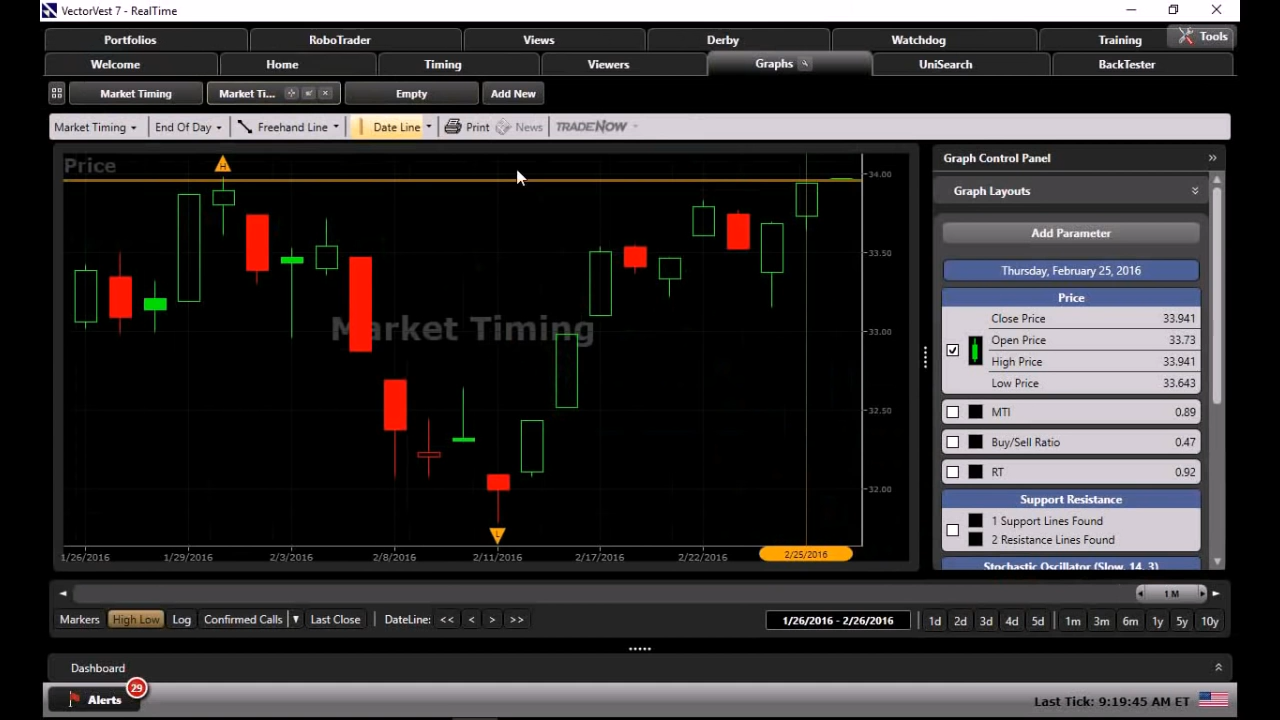 VectorVest 7 - RealTime
Portfolios RoboTrader Views Derby Watchdog Training Tools
Welcome Home Timing Viewers Graphs UniSearch BackTester
Market Timing Market Ti... Empty Add New
Market Timing End Of Day Freehand Line Date Line Print News TRADENOW
Price
H
34.00
33.50
33.00
32.50
32.00
Market Timing
L
1/26/2016 1/29/2016 2/3/2016 2/8/2016 2/11/2016 2/17/2016 2/22/2016 2/25/2016
Graph Control Panel
Graph Layouts
Add Parameter
Thursday, February 25, 2016
Price
Close Price 33.941
Open Price 33.73
High Price 33.941
Low Price 33.643
MTI 0.89
Buy/Sell Ratio 0.47
RT 0.92
Support Resistance
1 Support Lines Found
2 Resistance Lines Found
Stochastic Oscillator (Slow, 14, 3)
1 M
Markers High Low Log Confirmed Calls Last Close DateLine: << < > >> 1/26/2016 - 2/26/2016 1d 2d 3d 4d 5d 1m 3m 6m 1y 5y 10y
Dashboard
Alerts 29 Last Tick: 9:19:45 AM ET